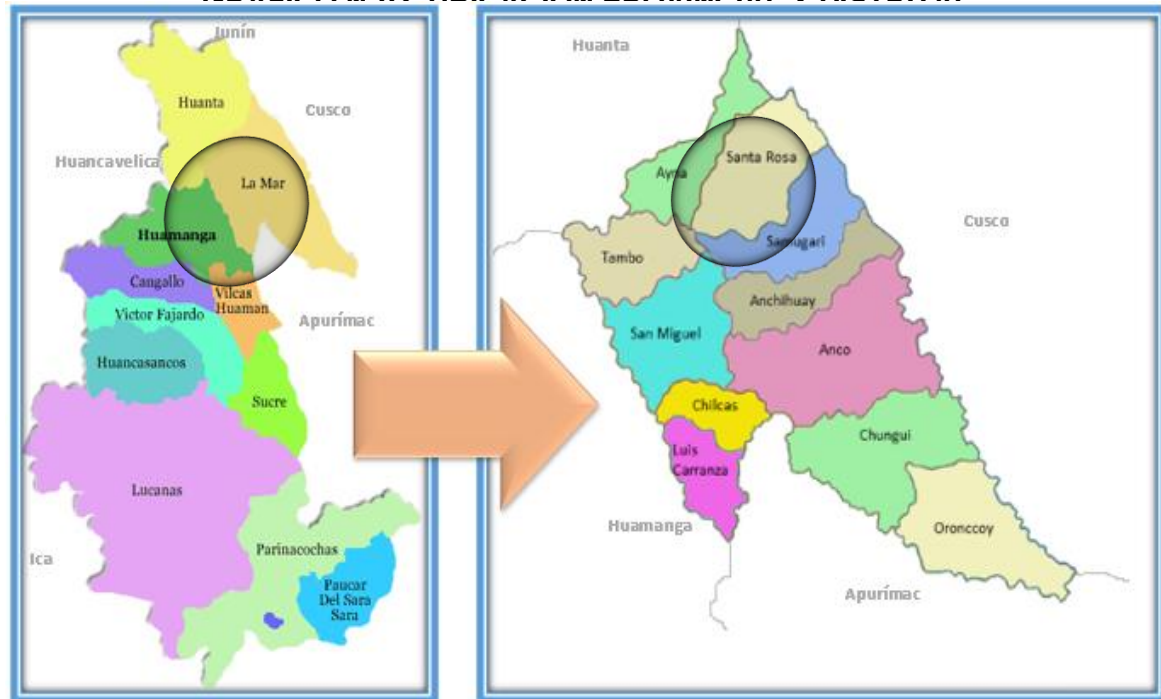 Junín
Huanta
Cusco
Huancavelica
La Mar
Huamanga
Cangallo
Vilcas
Huaman
Victor Fajardo
Apurímac
Huancasancos
Sucre
Lucanas
Ica
Parinacochas
Paucar
Del Sara
Sara
Huanta
Santa Rosa
Ayna
Cusco
Samugari
Tambo
Anchihuay
San Miguel
Anco
Chilcas
Chungui
Luis
Carranza
Huamanga
Oronccoy
Apurímac